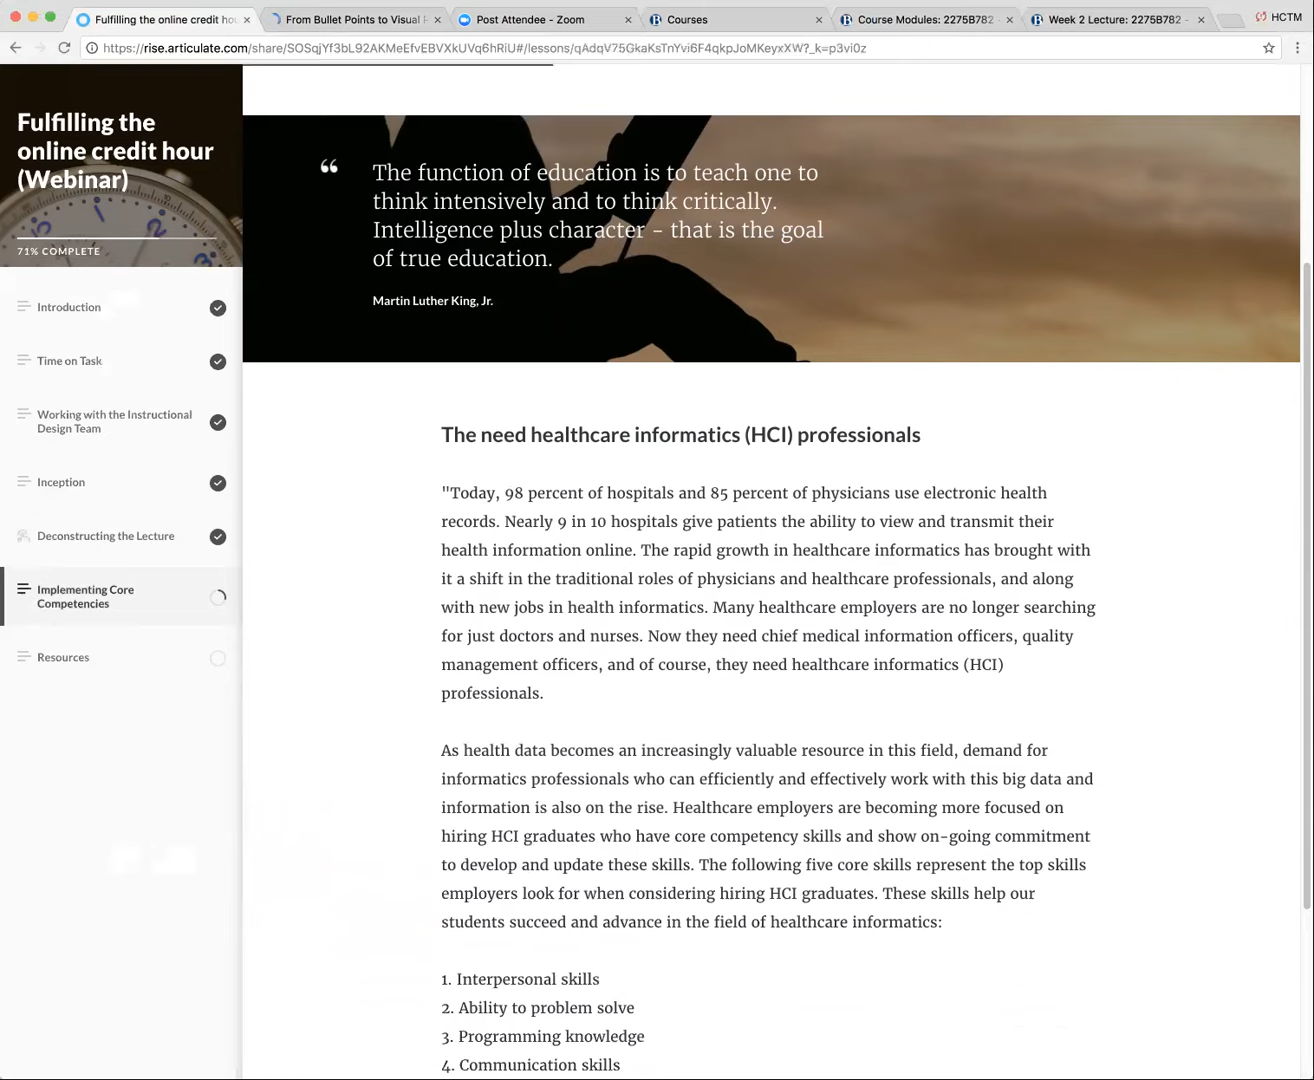 Fulfilling the online credit hou
From Bullet Points to Visual
Post Attendee - Zoom
Courses
Course Modules: 2275B782
Week 2 Lecture: 2275B782 -
HCTM
https://rise.articulate.com/share/SOSqjYf3bL92AKMeEfvEBVXkUVq6hRiU#/lessons/qAdqV75GkaKsTnYvi6F4qkpJoMKeyxXW?_k=p3vi0z
Fulfilling the
online credit hour
(Webinar)
71% COMPLETE
Introduction
Time on Task
Working with the Instructional
Design Team
Inception
Deconstructing the Lecture
Implementing Core
Competencies
Resources
“
The function of education is to teach one to
think intensively and to think critically.
Intelligence plus character - that is the goal
of true education.
Martin Luther King, Jr.
The need healthcare informatics (HCI) professionals
"Today, 98 percent of hospitals and 85 percent of physicians use electronic health
records. Nearly 9 in 10 hospitals give patients the ability to view and transmit their
health information online. The rapid growth in healthcare informatics has brought with
it a shift in the traditional roles of physicians and healthcare professionals, and along
with new jobs in health informatics. Many healthcare employers are no longer searching
for just doctors and nurses. Now they need chief medical information officers, quality
management officers, and of course, they need healthcare informatics (HCI)
professionals.
As health data becomes an increasingly valuable resource in this field, demand for
informatics professionals who can efficiently and effectively work with this big data and
information is also on the rise. Healthcare employers are becoming more focused on
hiring HCI graduates who have core competency skills and show on-going commitment
to develop and update these skills. The following five core skills represent the top skills
employers look for when considering hiring HCI graduates. These skills help our
students succeed and advance in the field of healthcare informatics:
1. Interpersonal skills
2. Ability to problem solve
3. Programming knowledge
4. Communication skills